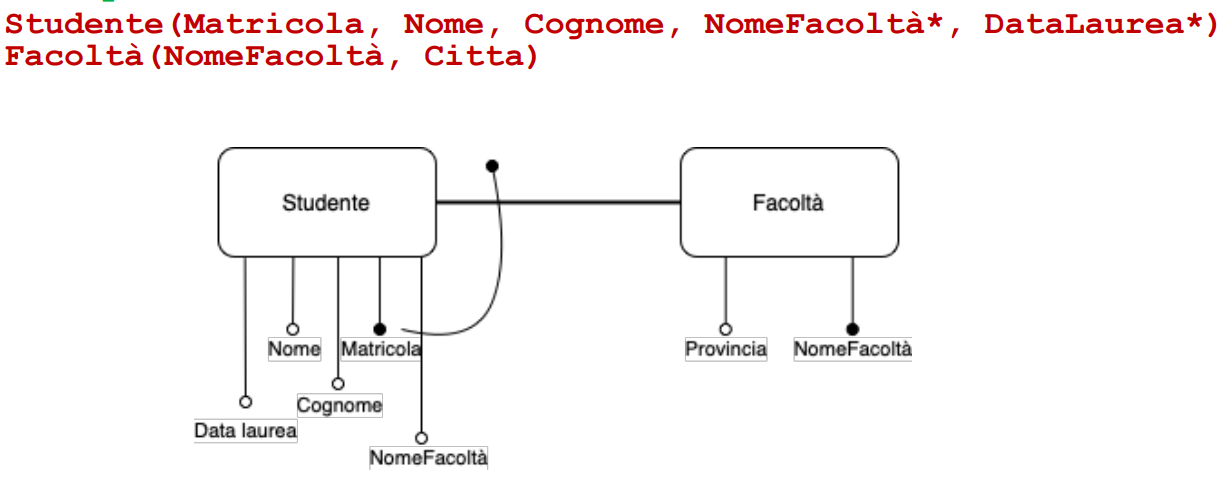 Studente(Matricola, Nome, Cognome, NomeFacoltà*, DataLaurea*)
Facoltà(NomeFacoltà, Citta)
Studente
Facoltà
Nome
Matricola
Provincia
NomeFacoltà
Cognome
Data laurea
NomeFacoltà